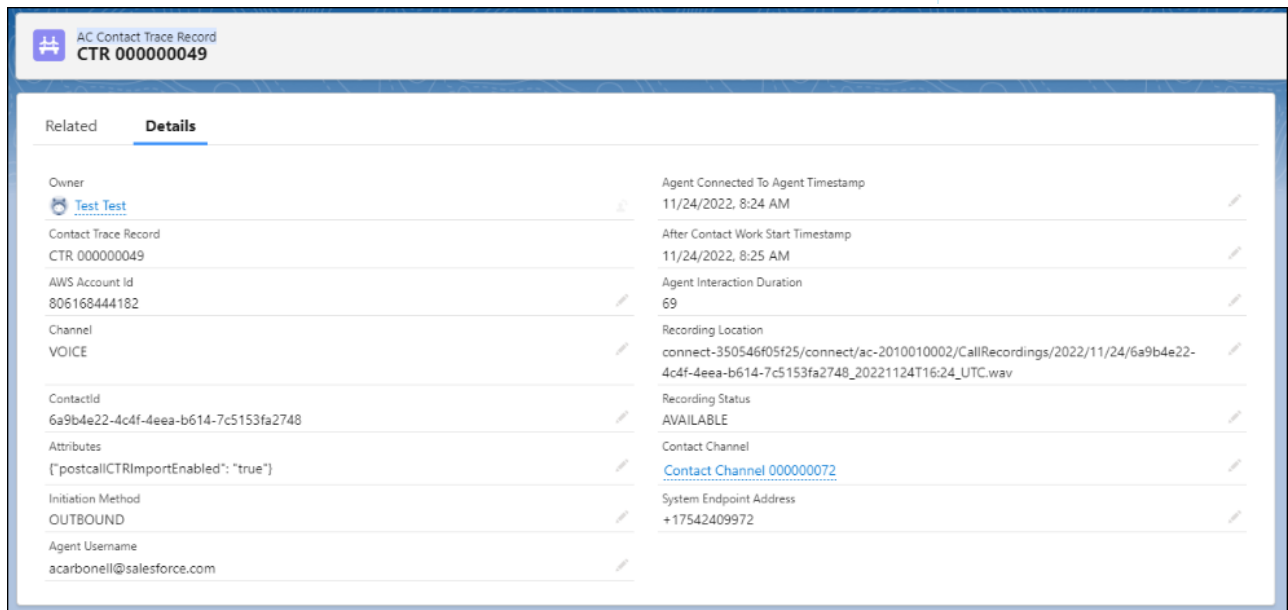 AC Contact Trace Record
CTR 000000049
Related
Details
Owner
Test Test
Contact Trace Record
CTR 000000049
AWS Account Id
806168444182
Channel
VOICE
ContactId
6a9b4e22-4c4f-4eea-b614-7c5153fa2748
Attributes
{"postcallCTRImportEnabled": "true"}
Initiation Method
OUTBOUND
Agent Username
acarbonell@salesforce.com
Agent Connected To Agent Timestamp
11/24/2022, 8:24 AM
After Contact Work Start Timestamp
11/24/2022, 8:25 AM
Agent Interaction Duration
69
Recording Location
connect-350546f05f25/connect/ac-2010010002/CallRecordings/2022/11/24/6a9b4e22-
4c4f-4eea-b614-7c5153fa2748_20221124T16:24_UTC.wav
Recording Status
AVAILABLE
Contact Channel
Contact Channel 000000072
System Endpoint Address
+17542409972